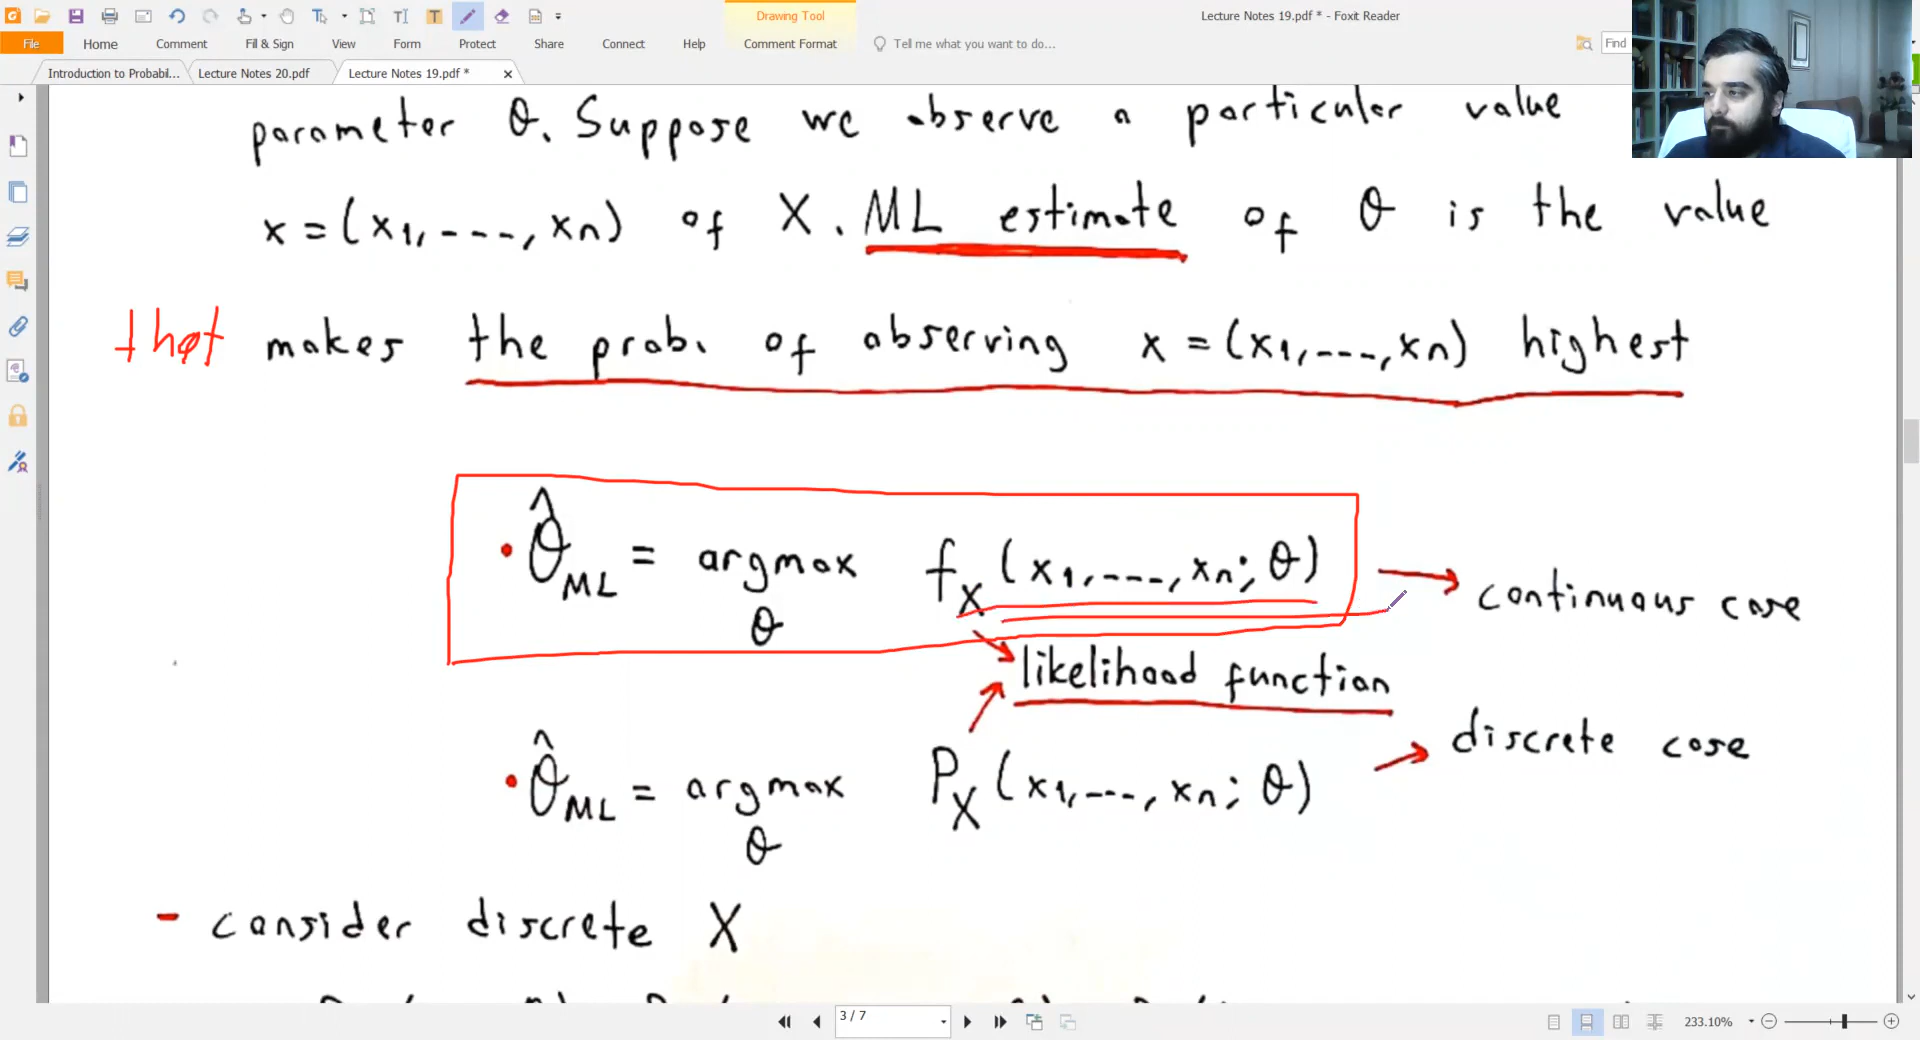 Drawing Tool
Lecture Notes 19.pdf * - Foxit Reader
File
Home
Comment
Fill & Sign
View
Form
Protect
Share
Connect
Help
Comment Format
Tell me what you want to do...
Find
Introduction to Probabil...
Lecture Notes 20.pdf
Lecture Notes 19.pdf *
parameter θ. Suppose we observe a particular value
x = (x1,----,xn) of X. ML estimate of θ is the value
that makes the prob. of observing x = (x1,----,xn) highest
• θ̂ML = argmax fX (x1,----,xn; θ) → continuous case
θ
likelihood function
discrete case
• θ̂ML = argmax PX (x1,----,xn; θ)
θ
- consider discrete X
3 / 7
233.10%